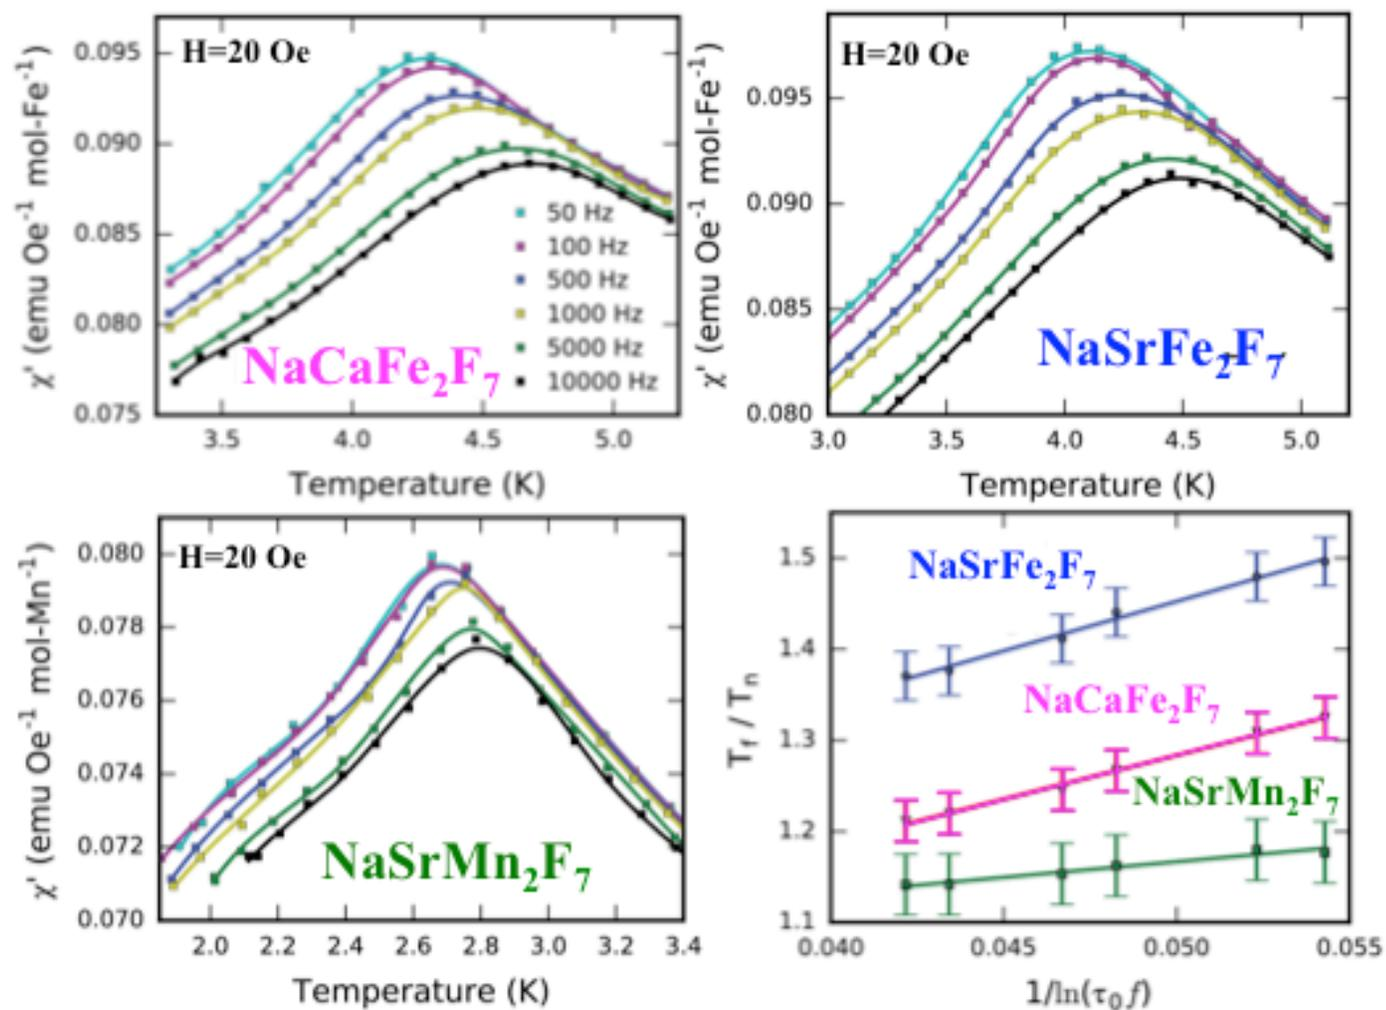 H=20 Oe
χ' (emu Oe⁻¹ mol-Fe⁻¹)
0.095
0.090
0.085
0.080
0.075
50 Hz
100 Hz
500 Hz
1000 Hz
5000 Hz
10000 Hz
NaCaFe₂F₇
3.5 4.0 4.5 5.0
Temperature (K)
H=20 Oe
χ' (emu Oe⁻¹ mol-Fe⁻¹)
0.095
0.090
0.085
0.080
NaSrFe₂F₇
3.0 3.5 4.0 4.5 5.0
Temperature (K)
H=20 Oe
χ' (emu Oe⁻¹ mol-Mn⁻¹)
0.080
0.078
0.076
0.074
0.072
0.070
NaSrMn₂F₇
2.0 2.2 2.4 2.6 2.8 3.0 3.2 3.4
Temperature (K)
T_f / T_n
1.5
1.4
1.3
1.2
1.1
NaSrFe₂F₇
NaCaFe₂F₇
NaSrMn₂F₇
0.040 0.045 0.050 0.055
1/ln(τ₀f)